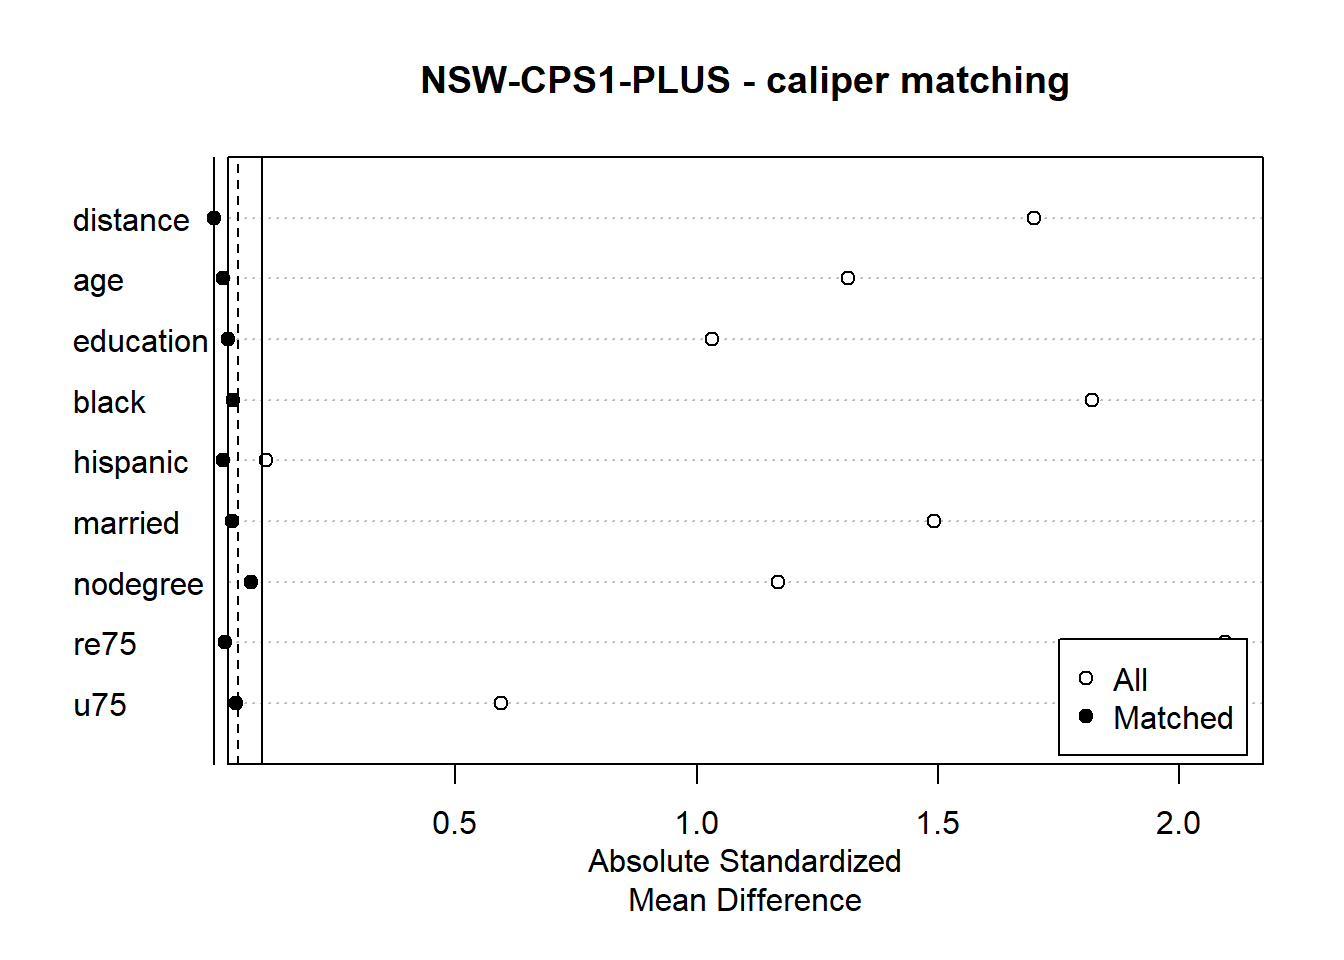 NSW-CPS1-PLUS - caliper matching
distance
age
education
black
hispanic
married
nodegree
re75
u75
All
Matched
0.5 1.0 1.5 2.0
Absolute Standardized
Mean Difference